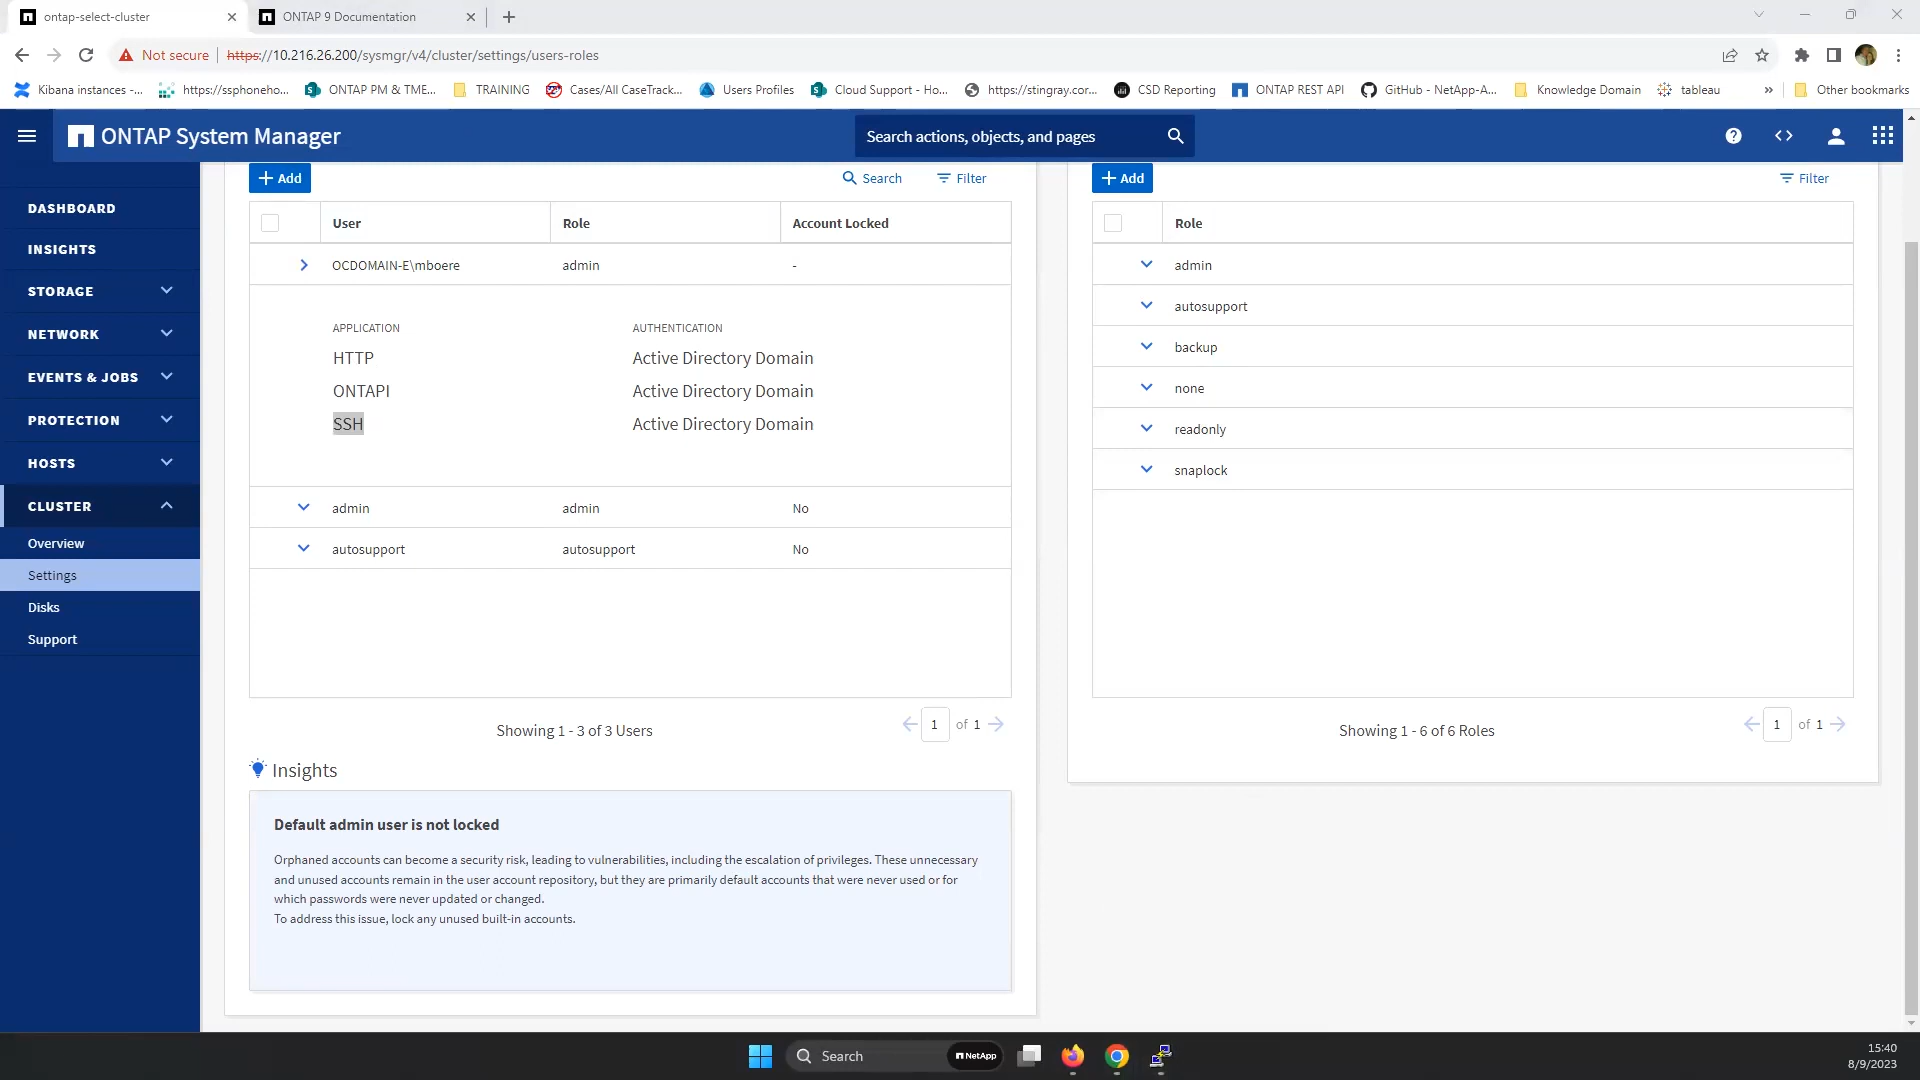 ontap-select-cluster
ONTAP 9 Documentation
Not secure
https://10.216.26.200/sysmgr/v4/cluster/settings/users-roles
Kibana instances -...
https://ssphoneho...
ONTAP PM & TME...
TRAINING
Cases/All CaseTrack...
Users Profiles
Cloud Support - Ho...
https://stingray.cor...
CSD Reporting
ONTAP REST API
GitHub - NetApp-A...
Knowledge Domain
tableau
»
Other bookmarks
ONTAP System Manager
Search actions, objects, and pages
DASHBOARD
INSIGHTS
STORAGE
NETWORK
EVENTS & JOBS
PROTECTION
HOSTS
CLUSTER
Overview
Settings
Disks
Support
+ Add
Search
Filter
User
Role
Account Locked
OCDOMAIN-E\mboere
admin
-
APPLICATION
AUTHENTICATION
HTTP
Active Directory Domain
ONTAPI
Active Directory Domain
SSH
Active Directory Domain
admin
admin
No
autosupport
autosupport
No
Showing 1 - 3 of 3 Users
1 of 1
Insights
Default admin user is not locked
Orphaned accounts can become a security risk, leading to vulnerabilities, including the escalation of privileges. These unnecessary
and unused accounts remain in the user account repository, but they are primarily default accounts that were never used or for
which passwords were never updated or changed.
To address this issue, lock any unused built-in accounts.
+ Add
Filter
Role
admin
autosupport
backup
none
readonly
snaplock
Showing 1 - 6 of 6 Roles
1 of 1
Search
NetApp
15:40
8/9/2023